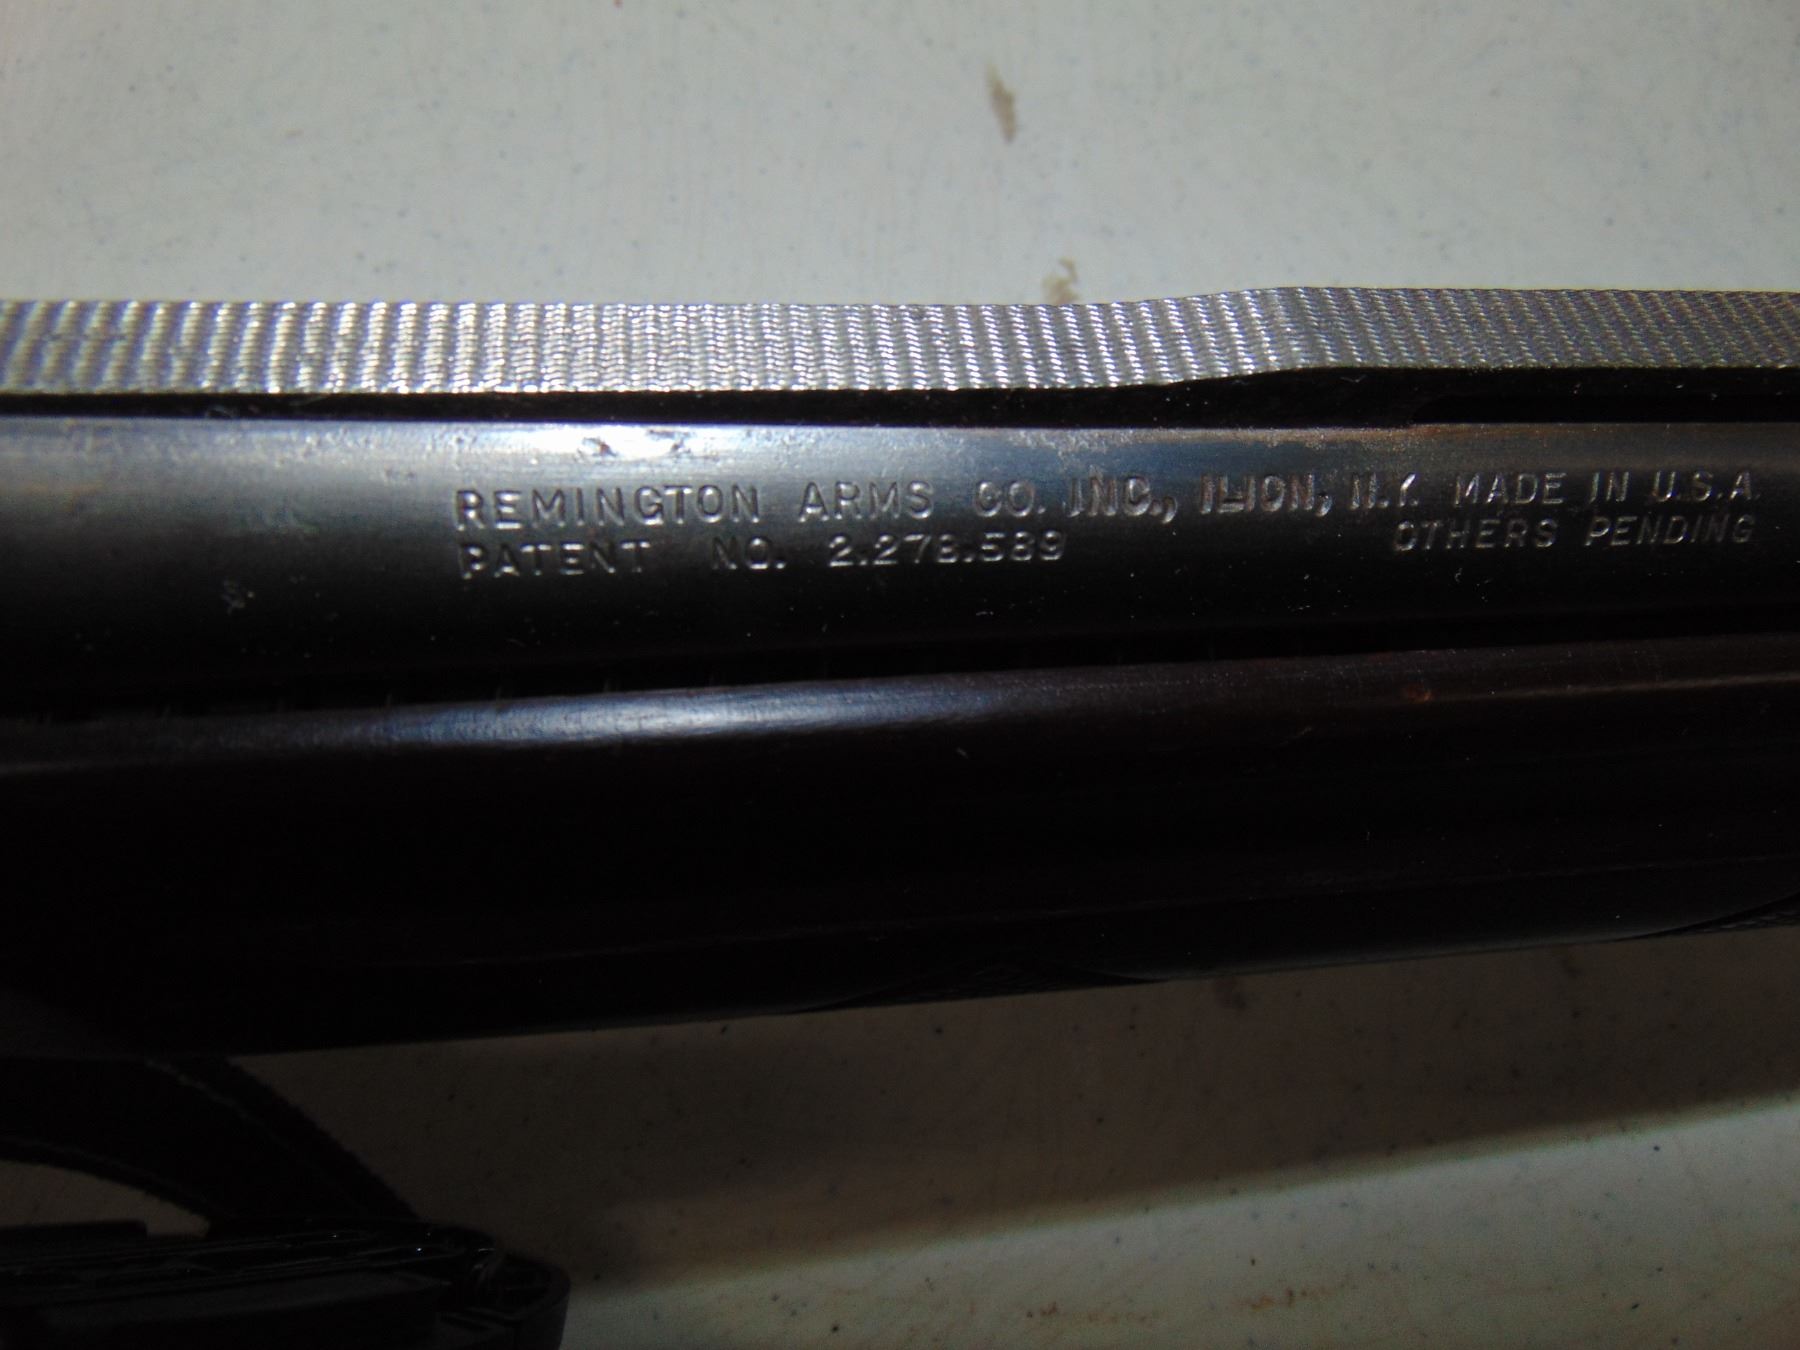 REMINGTON ARMS CO. INC., ILION, N.Y. MADE IN U.S.A.
PATENT NO. 2.278.589 OTHERS PENDING